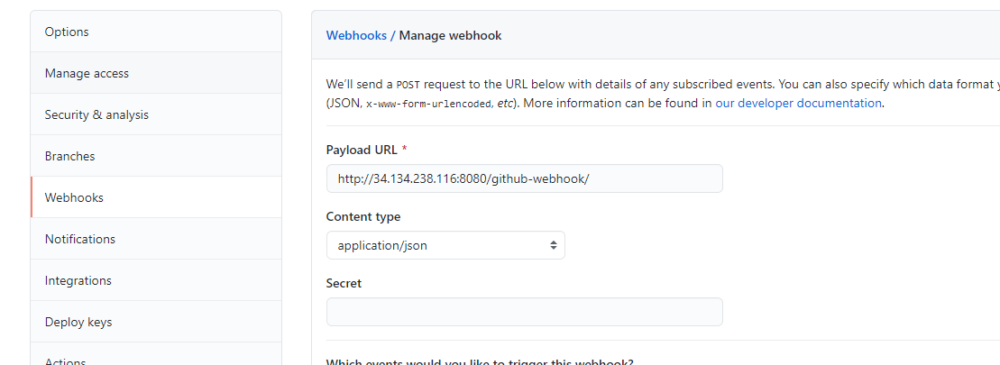 Options
Manage access
Security & analysis
Branches
Webhooks
Notifications
Integrations
Deploy keys
Actions
Webhooks / Manage webhook
We'll send a POST request to the URL below with details of any subscribed events. You can also specify which data format y
(JSON, x-www-form-urlencoded, etc). More information can be found in our developer documentation.
Payload URL *
http://34.134.238.116:8080/github-webhook/
Content type
application/json
Secret
Which events would you like to trigger this webhook?